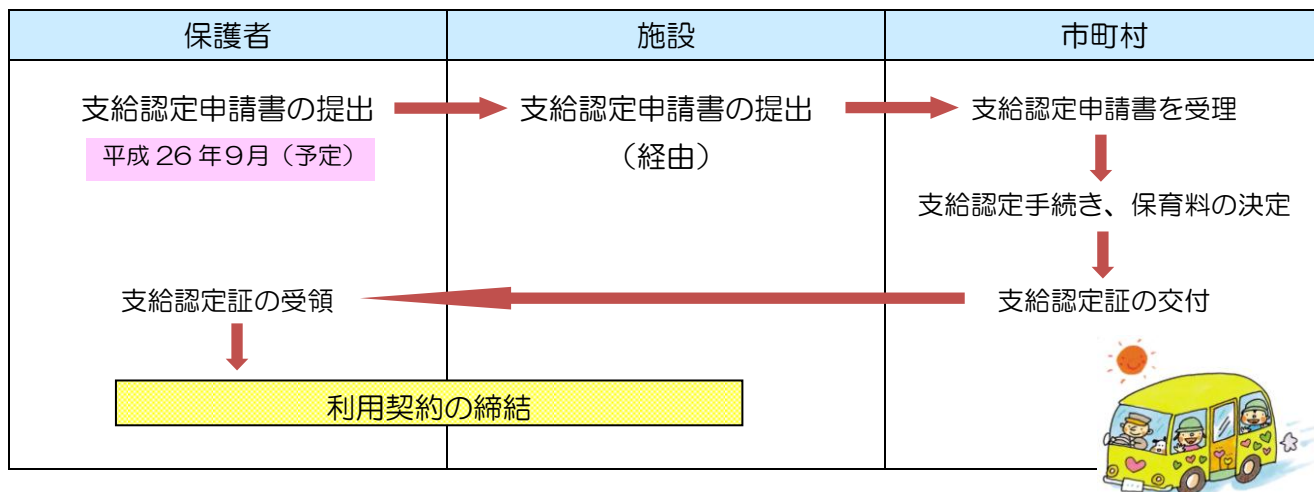 保護者
施設
市町村
支給認定申請書の提出
支給認定申請書の提出
支給認定申請書を受理
平成26年9月（予定）
（経由）
支給認定手続き、保育料の決定
支給認定証の受領
支給認定証の交付
利用契約の締結